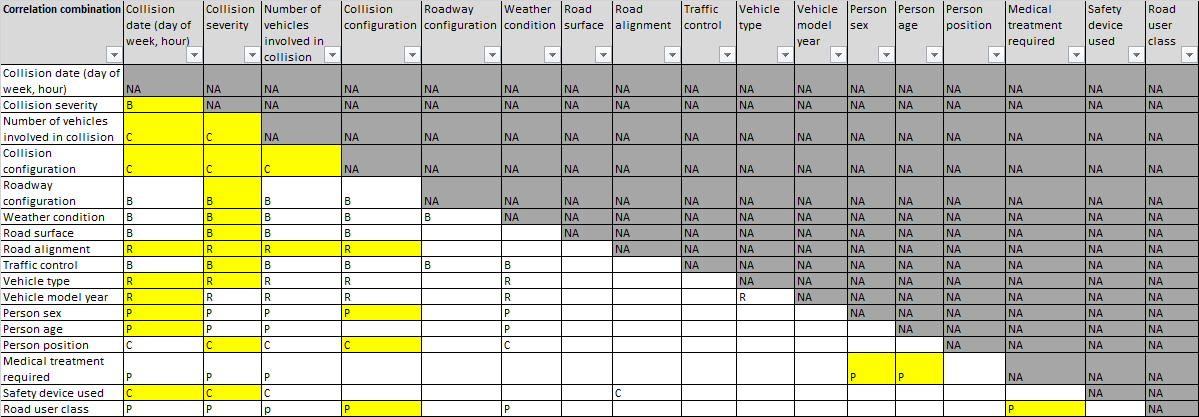 Correlation combination Collision Collision Number of Collision Roadway Weather Road Road Traffic Vehicle Vehicle Person Person Person Medical Safety Road
date (day of severity vehicles configuration configuration condition surface alignment control type model sex age position treatment device user
week, hour) involved in year required used class
collision
Collision date (day of
week, hour) NA NA NA NA NA NA NA NA NA NA NA NA NA NA NA NA NA
Collision severity B NA NA NA NA NA NA NA NA NA NA NA NA NA NA NA NA
Number of vehicles
involved in collision C C NA NA NA NA NA NA NA NA NA NA NA NA NA NA NA
Collision
configuration C C C NA NA NA NA NA NA NA NA NA NA NA NA NA NA
Roadway
configuration B B B B NA NA NA NA NA NA NA NA NA NA NA NA NA
Weather condition B B B B B NA NA NA NA NA NA NA NA NA NA NA NA
Road surface B B B B NA NA NA NA NA NA NA NA NA NA NA
Road alignment R R R R NA NA NA NA NA NA NA NA NA NA
Traffic control B B B B B B NA NA NA NA NA NA NA NA NA
Vehicle type R R R R R NA NA NA NA NA NA NA NA
Vehicle model year R R R R R R NA NA NA NA NA NA NA
Person sex P P P P P NA NA NA NA NA NA
Person age P P P P NA NA NA NA NA
Person position C C C C C NA NA NA NA
Medical treatment
required P P P P P NA NA NA
Safety device used C C C C NA NA
Road user class P P p P P P NA